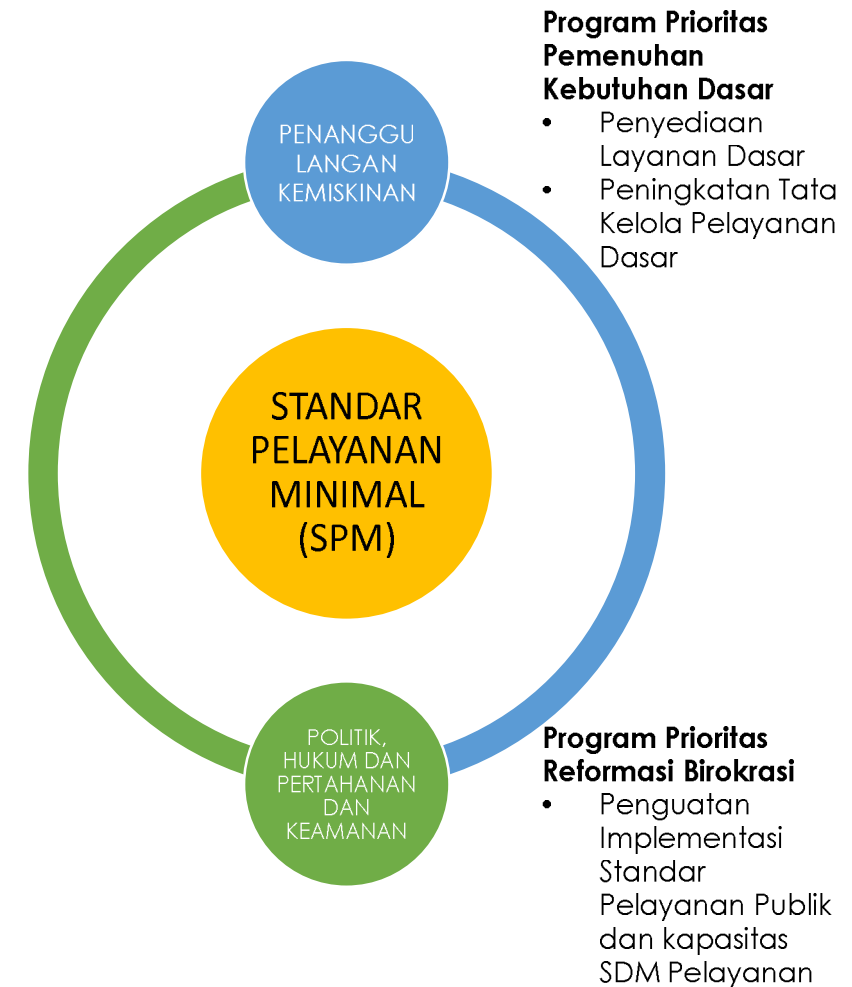 Program Prioritas
Pemenuhan
Kebutuhan Dasar
• Penyediaan
Layanan Dasar
• Peningkatan Tata
Kelola Pelayanan
Dasar
PENANGGU
LANGAN
KEMISKINAN
STANDAR
PELAYANAN
MINIMAL
(SPM)
POLITIK,
HUKUM DAN
PERTAHANAN
DAN
KEAMANAN
Program Prioritas
Reformasi Birokrasi
• Penguatan
Implementasi
Standar
Pelayanan Publik
dan kapasitas
SDM Pelayanan